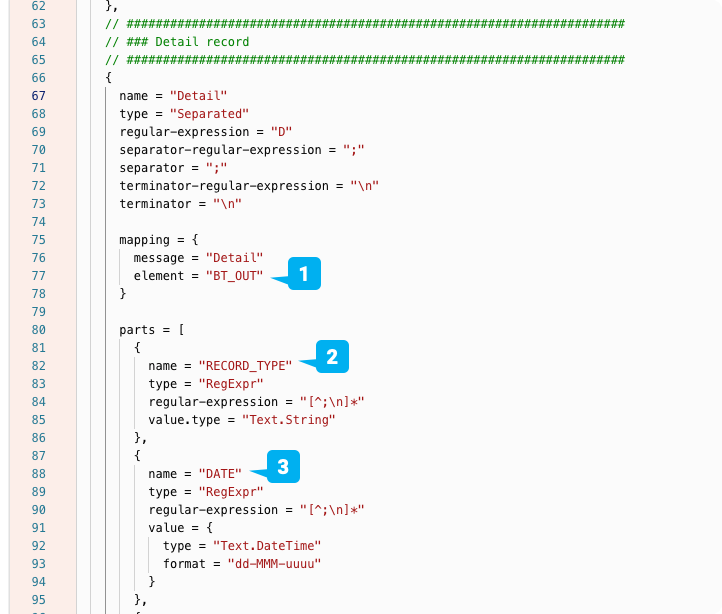 62 },
63 // #####################################################################
64 // ### Detail record
65 // #####################################################################
66 {
67 name = "Detail"
68 type = "Separated"
69 regular-expression = "D"
70 separator-regular-expression = ";"
71 separator = ";"
72 terminator-regular-expression = "\n"
73 terminator = "\n"
74
75 mapping = {
76 message = "Detail"
77 element = "BT_OUT" 1
78 }
79
80 parts = [
81 {
82 name = "RECORD_TYPE" 2
83 type = "RegExpr"
84 regular-expression = "[^;\n]*"
85 value.type = "Text.String"
86 },
87 {
88 name = "DATE" 3
89 type = "RegExpr"
90 regular-expression = "[^;\n]*"
91 value = {
92 type = "Text.DateTime"
93 format = "dd-MMM-uuuu"
94 }
95 },